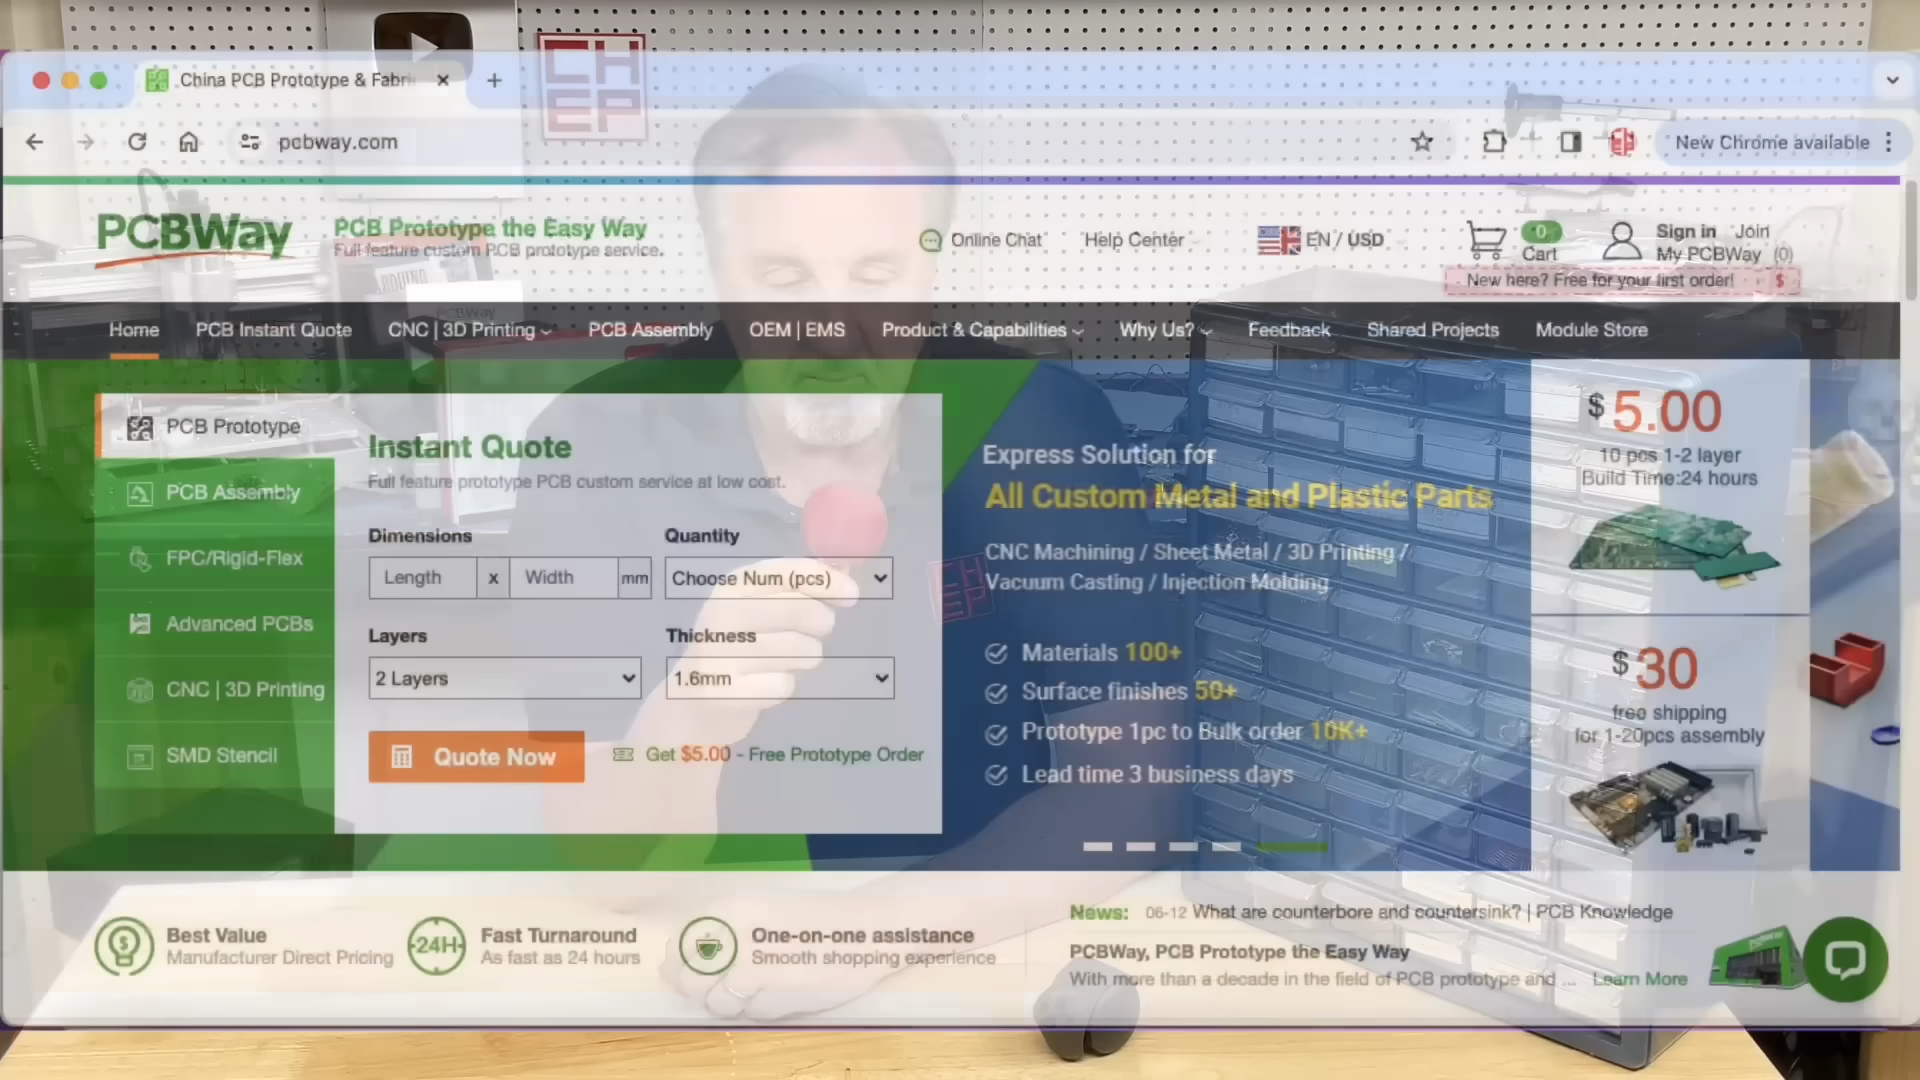 CH
EP
China PCB Prototype & Fabri
pcbway.com
New Chrome available
PCBWay
PCB Prototype the Easy Way
Full feature custom PCB prototype service.
Online Chat
Help Center
EN / USD
0
Cart
Sign in Join
My PCBWay (0)
New here? Free for your first order! $
ARDUINO
PCBWay
Home
PCB Instant Quote
CNC | 3D Printing
PCB Assembly
OEM | EMS
Product & Capabilities
Why Us?
Feedback
Shared Projects
Module Store
PCB Prototype
PCB Assembly
FPC/Rigid-Flex
Advanced PCBs
CNC | 3D Printing
SMD Stencil
Instant Quote
Full feature prototype PCB custom service at low cost.
Dimensions
Length x Width mm
Quantity
Choose Num (pcs)
Layers
2 Layers
Thickness
1.6mm
Quote Now
Get $5.00 - Free Prototype Order
CH
EP
Express Solution for
All Custom Metal and Plastic Parts
CNC Machining / Sheet Metal / 3D Printing /
Vacuum Casting / Injection Molding
Materials 100+
Surface finishes 50+
Prototype 1pc to Bulk order 10K+
Lead time 3 business days
$5.00
10 pcs 1-2 layer
Build Time:24 hours
$30
free shipping
for 1-20pcs assembly
Best Value
Manufacturer Direct Pricing
24H
Fast Turnaround
As fast as 24 hours
One-on-one assistance
Smooth shopping experience
News: 06-12 What are counterbore and countersink? | PCB Knowledge
PCBWay, PCB Prototype the Easy Way
With more than a decade in the field of PCB prototype and ... Learn More